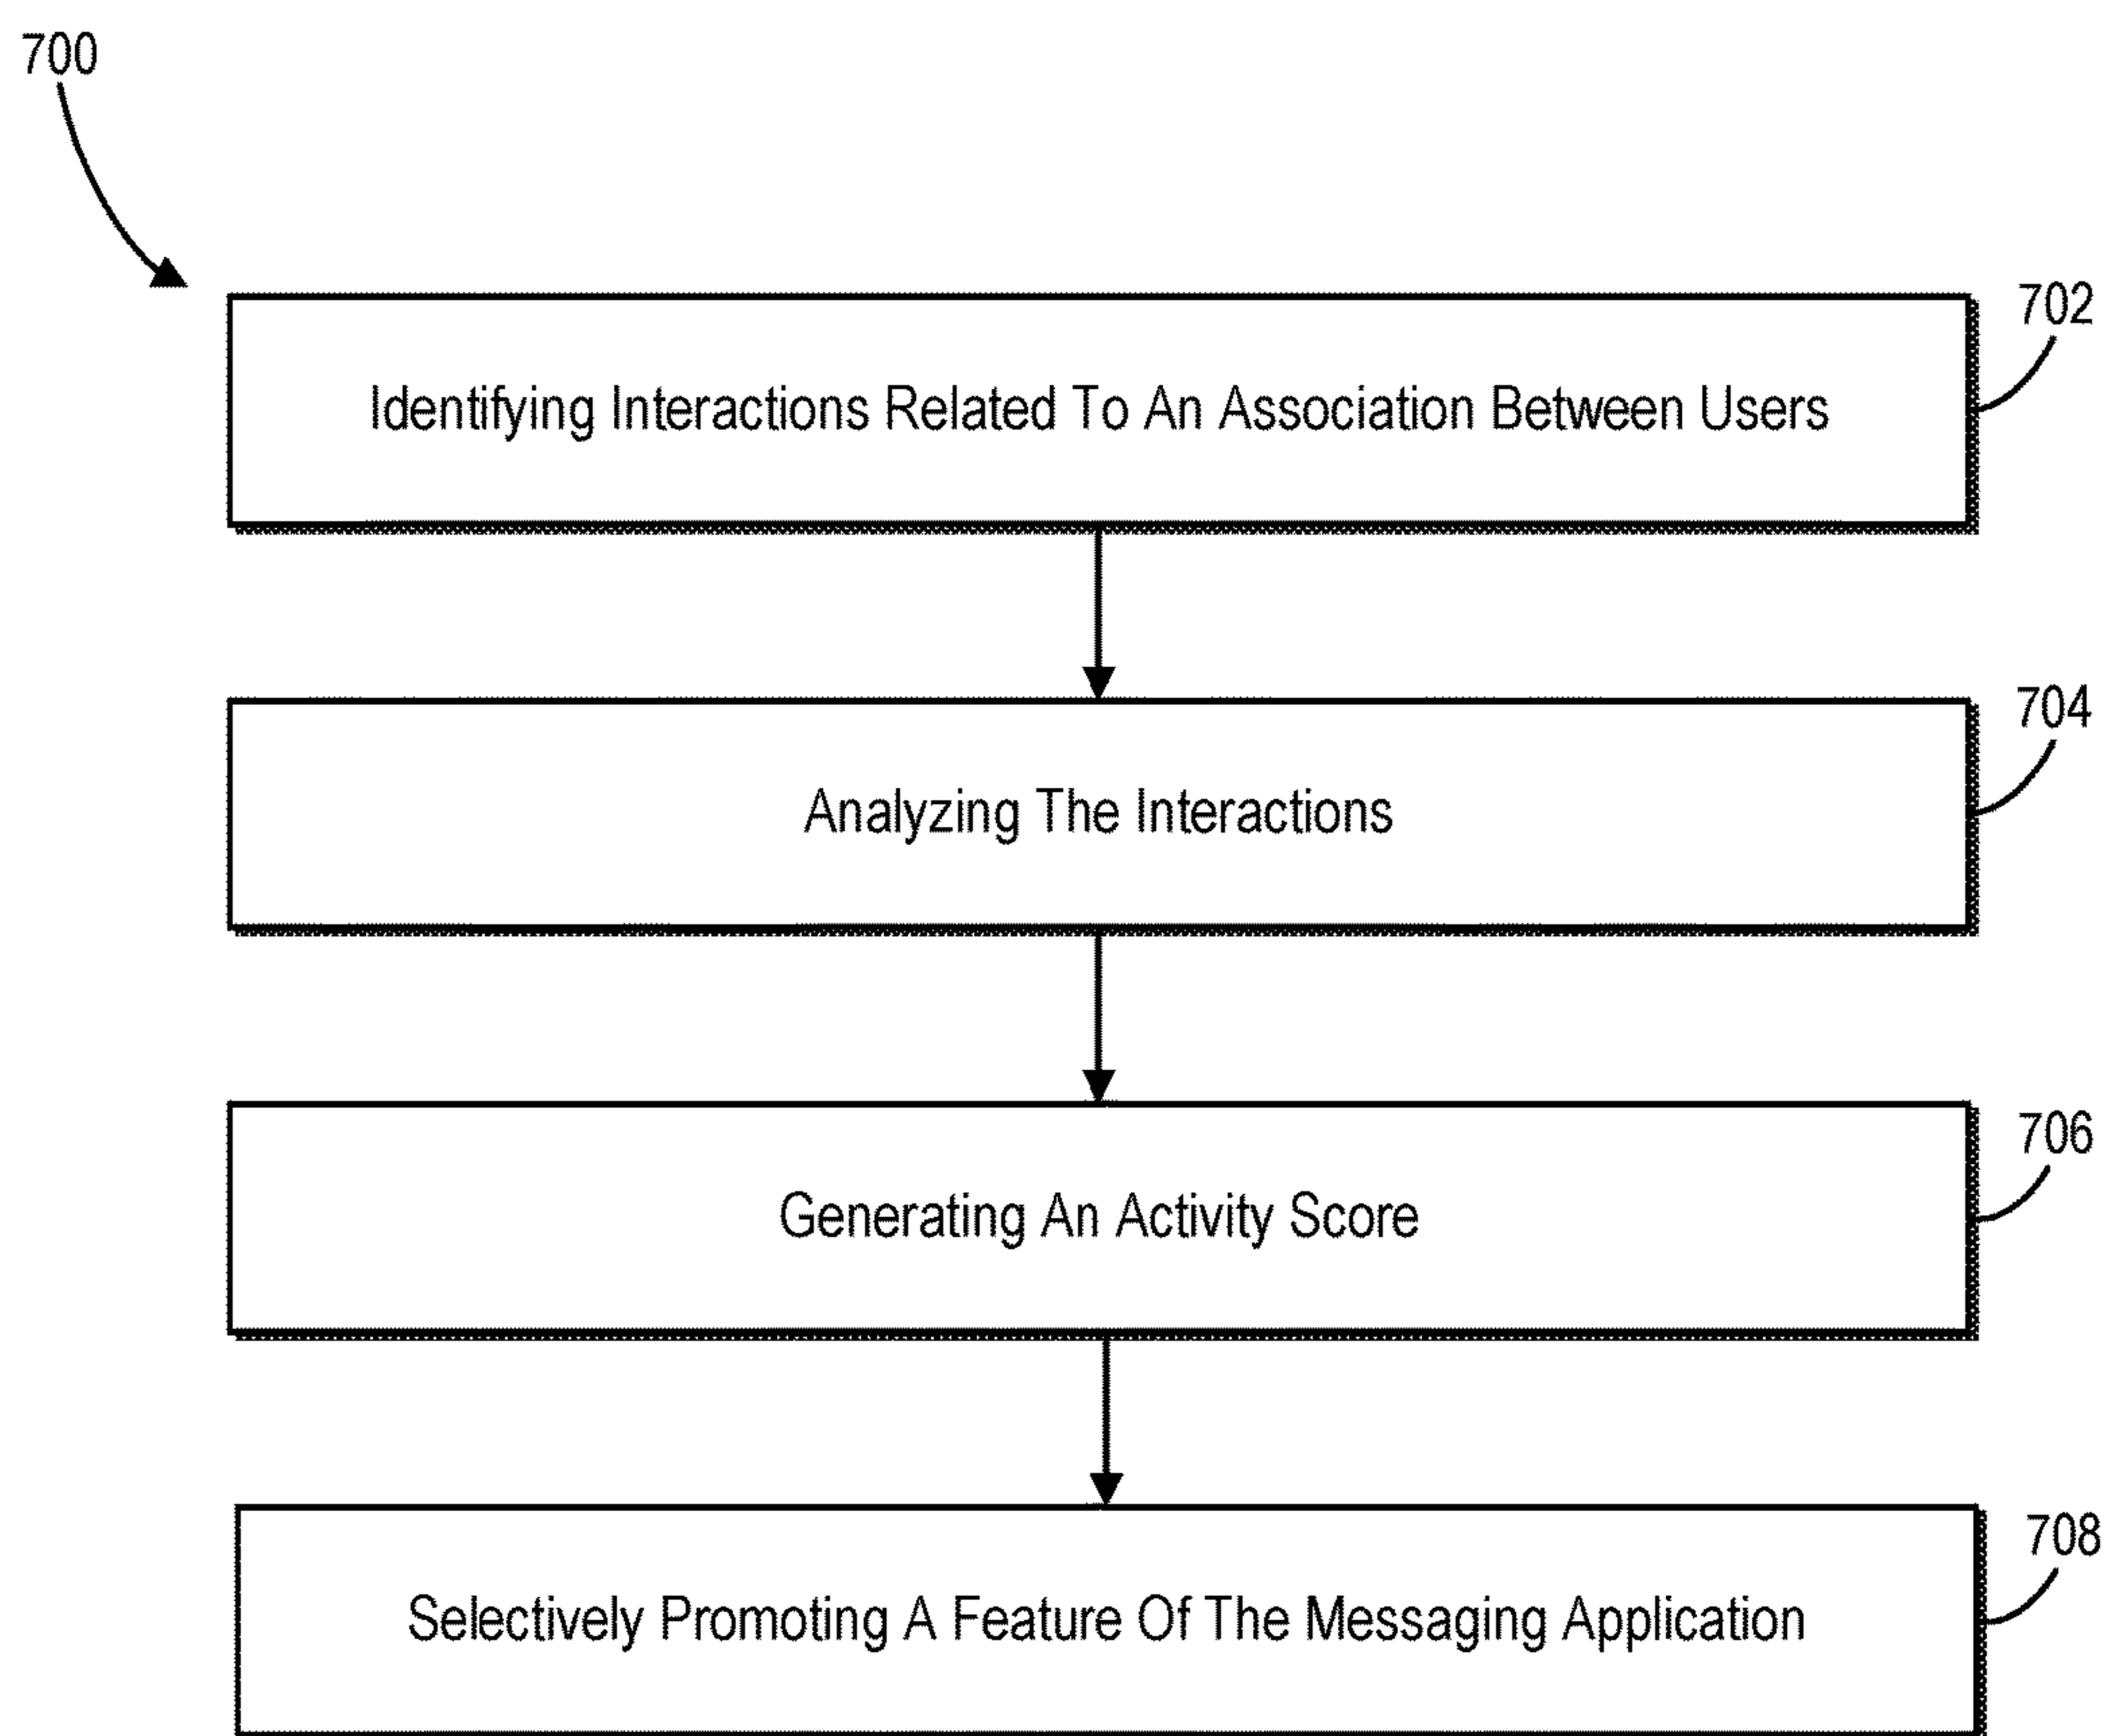 700
702
Identifying Interactions Related To An Association Between Users
704
Analyzing The Interactions
706
Generating An Activity Score
708
Selectively Promoting A Feature Of The Messaging Application